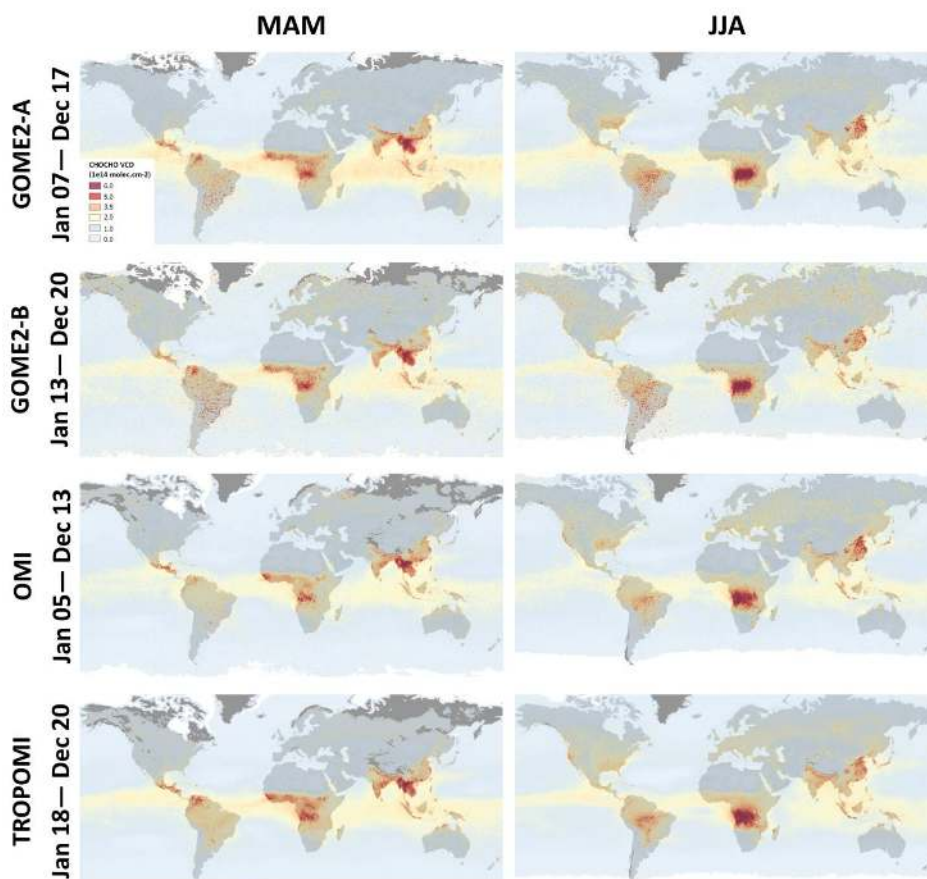 MAM
JJA
GOME2-A
Jan 07— Dec 17
CHOCHO VCD
(1e14 molec.cm-2)
6.0
5.0
3.5
2.0
1.0
0.0
GOME2-B
Jan 13— Dec 20
OMI
Jan 05— Dec 13
TROPOMI
Jan 18— Dec 20